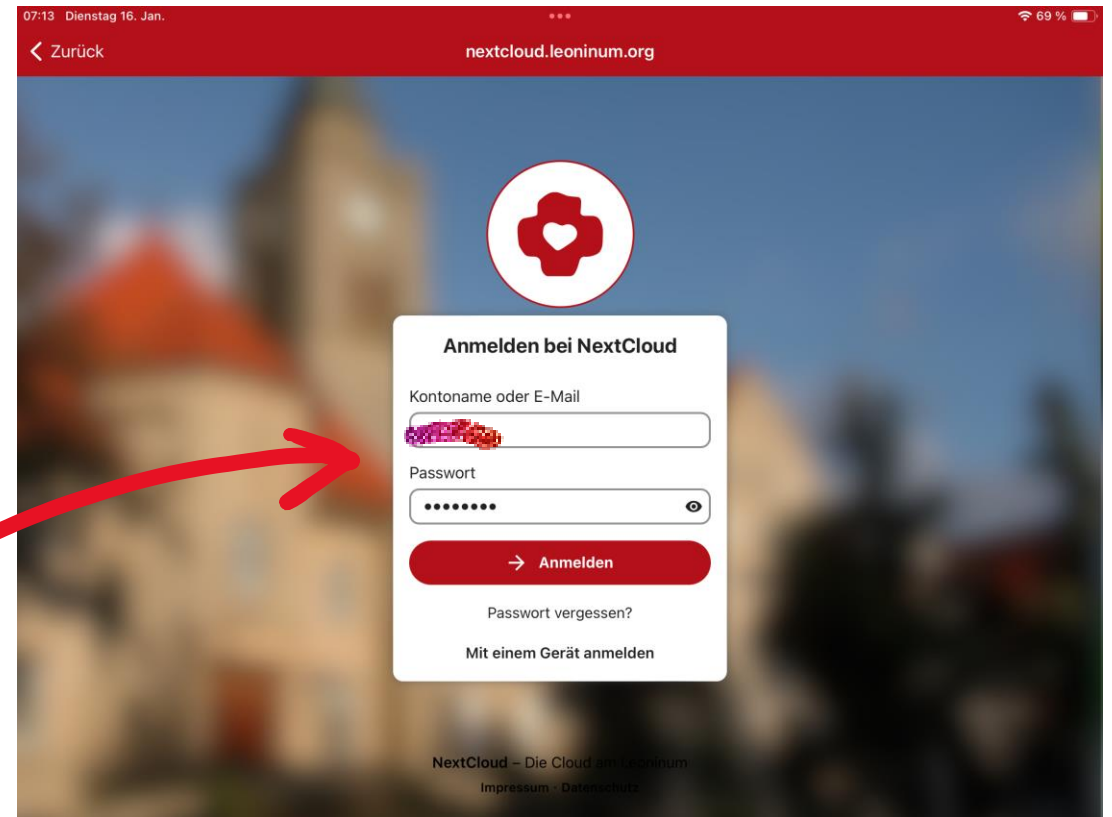 07:13 Dienstag 16. Jan.
69 %
Zurück
nextcloud.leoninum.org
Anmelden bei NextCloud
Kontoname oder E-Mail
Passwort
••••••••
Anmelden
Passwort vergessen?
Mit einem Gerät anmelden
NextCloud – Die Cloud am Leoninum
Impressum · Datenschutz